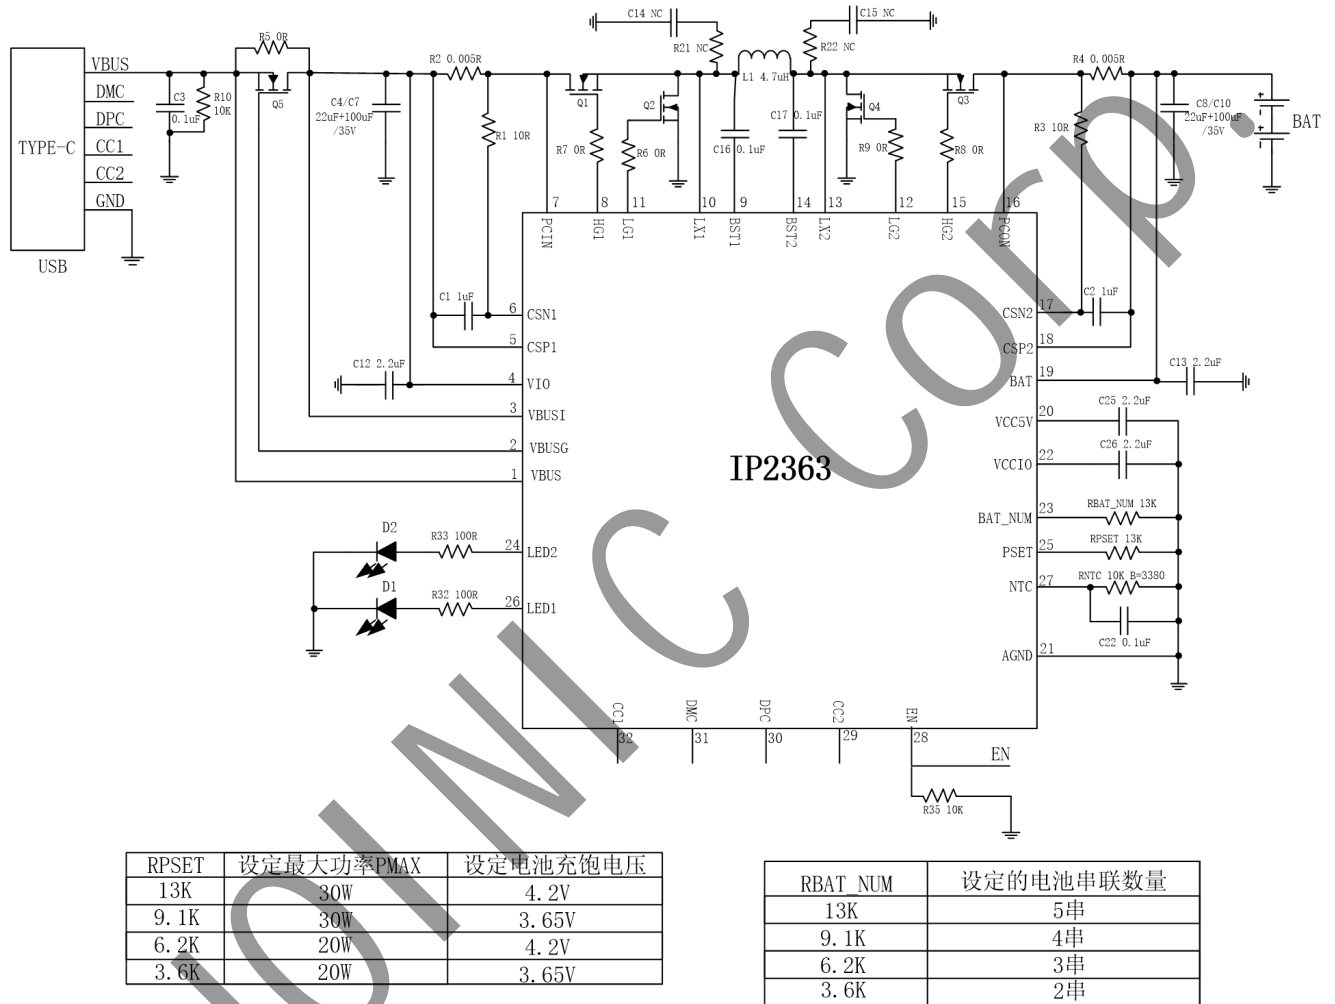 C14 NC
C15 NC
R5 0R
R21 NC
R22 NC
VBUS
R2 0.005R
L1 4.7uH
R4 0.005R
DMC
C3
0.1uF
R10
10K
Q5
C4/C7
22uF+100uF
/35V
Q1
Q2
Q4
Q3
C8/C10
22uF+100uF
/35V
DPC
C17 0.1uF
BAT
TYPE-C
CC1
R1 10R
R7 0R
R6 0R
C16 0.1uF
R9 0R
R8 0R
R3 10R
CC2
GND
USB
7
8
11
10
9
14
13
12
15
16
PCIN
HG1
LG1
LX1
BST1
BST2
LX2
LG2
HG2
PCON
C1 1uF
C2 1uF
6
CSN1
CSN2
17
5
CSP1
CSP2
18
C12 2.2uF
C13 2.2uF
4
VIO
BAT
19
3
VBUSI
VCC5V
20
C25 2.2uF
2
VBUSG
VCCIO
22
C26 2.2uF
1
VBUS
IP2363
BAT_NUM
23
RBAT_NUM 13K
D2
R33 100R
24
LED2
PSET
25
RPSET 13K
NTC
27
RNTC 10K B=3380
D1
R32 100R
26
LED1
C22 0.1uF
AGND
21
CC1
DMC
DPC
CC2
EN
32
31
30
29
28
EN
R35 10K
RPSET 设定最大功率PMAX 设定电池充饱电压
13K 30W 4.2V
9.1K 30W 3.65V
6.2K 20W 4.2V
3.6K 20W 3.65V
RBAT_NUM 设定的电池串联数量
13K 5串
9.1K 4串
6.2K 3串
3.6K 2串
OINIC Corp.